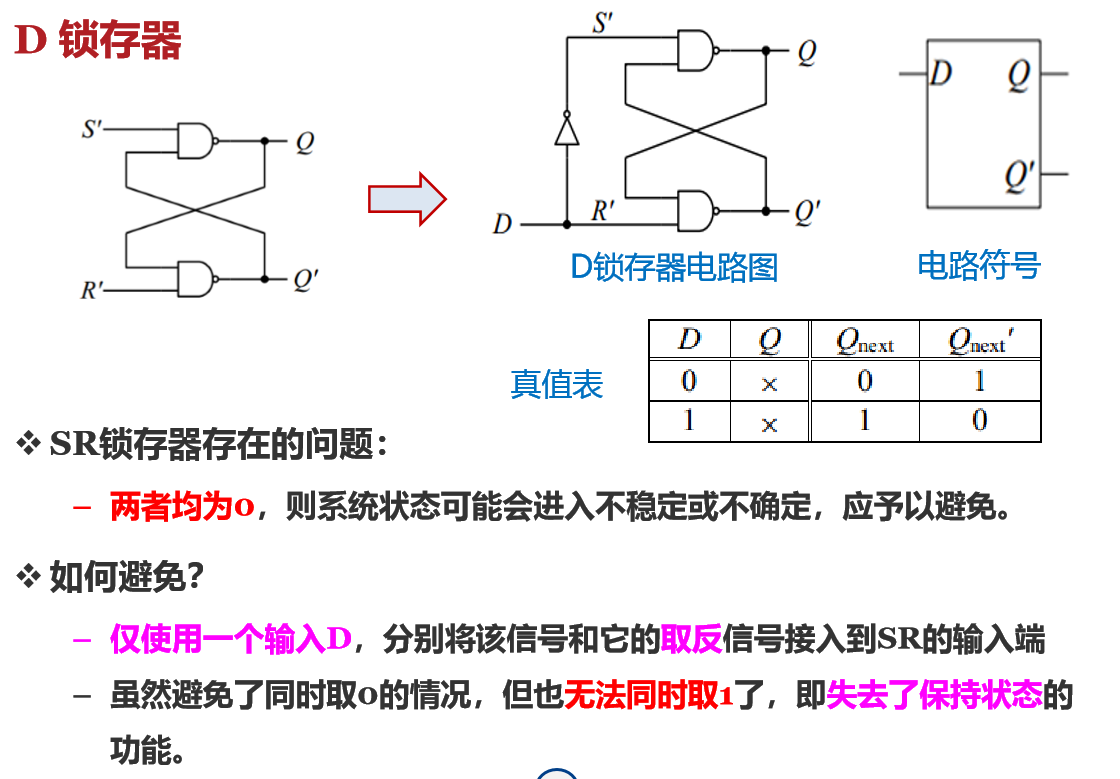 D 锁存器
S'
Q
R'
Q'
S'
Q
D
R'
Q'
D锁存器电路图
D Q
Q'
电路符号
真值表
D Q Qnext Qnext'
0 × 0 1
1 × 1 0
❖ SR锁存器存在的问题：
– 两者均为0，则系统状态可能会进入不稳定或不确定，应予以避免。
❖ 如何避免？
– 仅使用一个输入D，分别将该信号和它的取反信号接入到SR的输入端
– 虽然避免了同时取0的情况，但也无法同时取1了，即失去了保持状态的
功能。